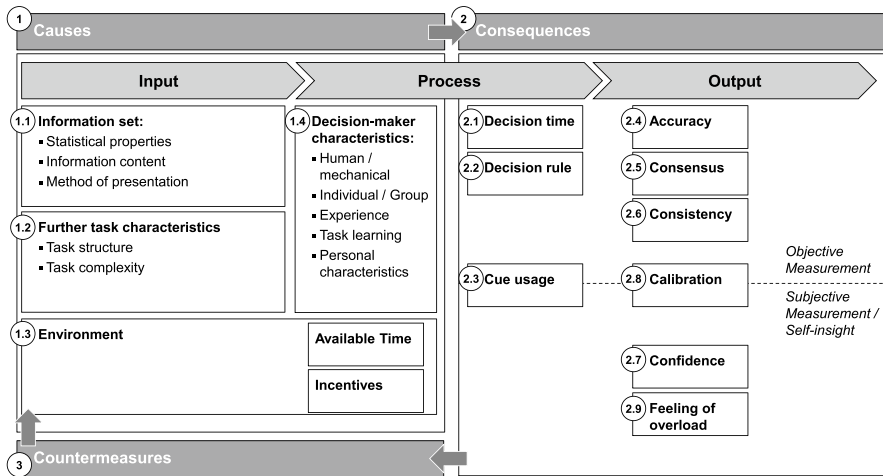 1
Causes
2
Consequences
Input
Process
Output
1.1 Information set:
▪ Statistical properties
▪ Information content
▪ Method of presentation
1.2 Further task characteristics
▪ Task structure
▪ Task complexity
1.3 Environment
1.4 Decision-maker
characteristics:
▪ Human /
mechanical
▪ Individual / Group
▪ Experience
▪ Task learning
▪ Personal
characteristics
Available Time
Incentives
2.1 Decision time
2.2 Decision rule
2.3 Cue usage
2.4 Accuracy
2.5 Consensus
2.6 Consistency
2.8 Calibration
2.7 Confidence
2.9 Feeling of
overload
Objective
Measurement
Subjective
Measurement /
Self-insight
3
Countermeasures